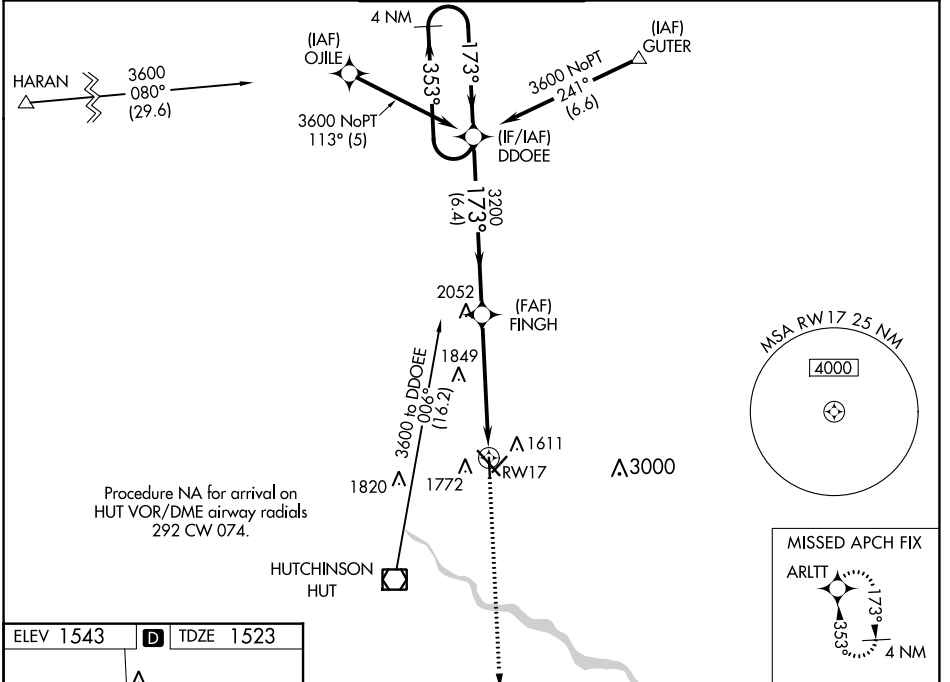 4 NM
(IAF)
OJILE
(IAF)
GUTER
HARAN
3600
080°
(29.6)
353°
173°
3600 NoPT
241°
(6.6)
3600 NoPT
113° (5)
(IF/IAF)
DDOEE
3200
173°
(6.4)
2052
(FAF)
FINGH
MSA RW17 25 NM
4000
1849
3600 to DDOEE
006°
(16.2)
1611
RW17
3000
1820
1772
Procedure NA for arrival on
HUT VOR/DME airway radials
292 CW 074.
HUTCHINSON
HUT
MISSED APCH FIX
ARLTT
173°
353°
4 NM
ELEV 1543 D TDZE 1523